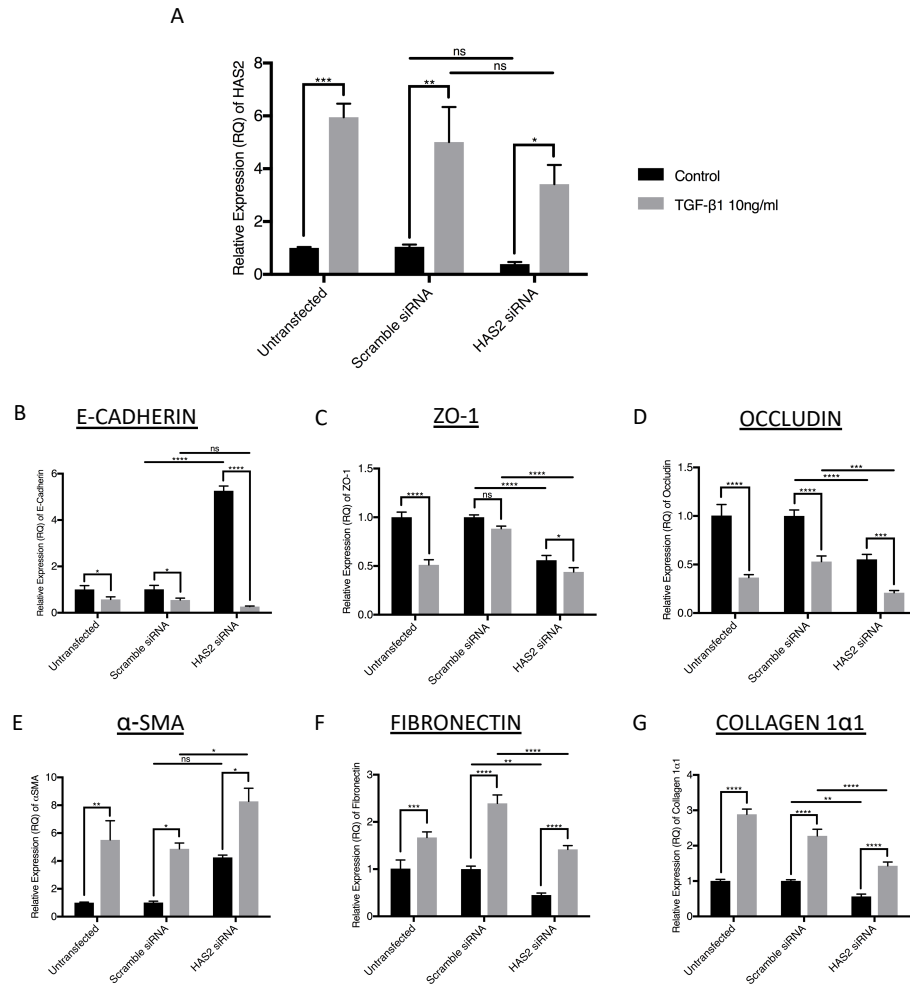 A
Relative Expression (RQ) of HAS2
8
6
4
2
0
***
**
*
ns
ns
Untransfected
Scramble siRNA
HAS2 siRNA
Control
TGF-β1 10ng/ml
B
E-CADHERIN
Relative Expression (RQ) of E-Cadherin
6
4
2
0
*
*
****
****
ns
Untransfected
Scramble siRNA
HAS2 siRNA
C
ZO-1
Relative Expression (RQ) of ZO-1
1.5
1.0
0.5
0.0
****
ns
*
****
****
Untransfected
Scramble siRNA
HAS2 siRNA
D
OCCLUDIN
Relative Expression (RQ) of Occludin
1.5
1.0
0.5
0.0
****
****
***
****
***
Untransfected
Scramble siRNA
HAS2 siRNA
E
α-SMA
Relative Expression (RQ) of αSMA
10
8
6
4
2
0
**
*
*
ns
*
Untransfected
Scramble siRNA
HAS2 siRNA
F
FIBRONECTIN
Relative Expression (RQ) of Fibronectin
3
2
1
0
***
****
****
**
****
Untransfected
Scramble siRNA
HAS2 siRNA
G
COLLAGEN 1α1
Relative Expression (RQ) of Collagen 1α1
4
3
2
1
0
****
****
****
**
****
Untransfected
Scramble siRNA
HAS2 siRNA